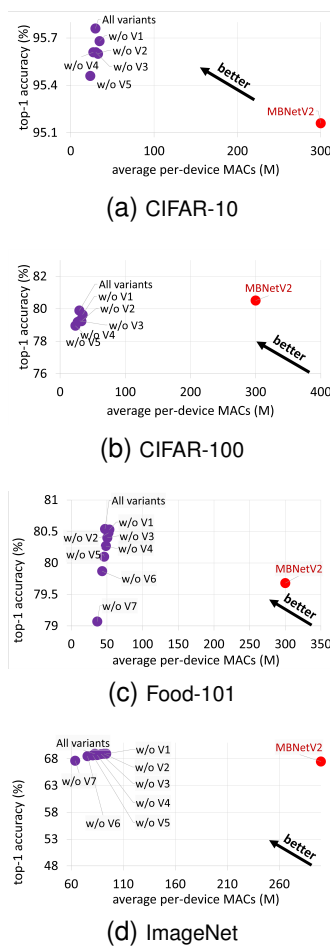 All variants
95.7
w/o V1
w/o V2
w/o V4
w/o V3
w/o V5
better
95.4
MBNetV2
95.1
0
100
200
300
top-1 accuracy (%)
average per-device MACs (M)
(a) CIFAR-10
82
All variants
w/o V1
MBNetV2
80
w/o V2
w/o V3
w/o V4
w/o V5
78
better
76
0
100
200
300
400
top-1 accuracy (%)
average per-device MACs (M)
(b) CIFAR-100
81
All variants
w/o V1
80.5
w/o V2
w/o V3
w/o V4
w/o V5
80
w/o V6
MBNetV2
79.5
w/o V7
better
79
0
50
100
150
200
250
300
350
top-1 accuracy (%)
average per-device MACs (M)
(c) Food-101
All variants
MBNetV2
68
w/o V1
w/o V7
w/o V2
63
w/o V3
w/o V4
58
w/o V6
w/o V5
53
better
48
60
110
160
210
260
top-1 accuracy (%)
average per-device MACs (M)
(d) ImageNet